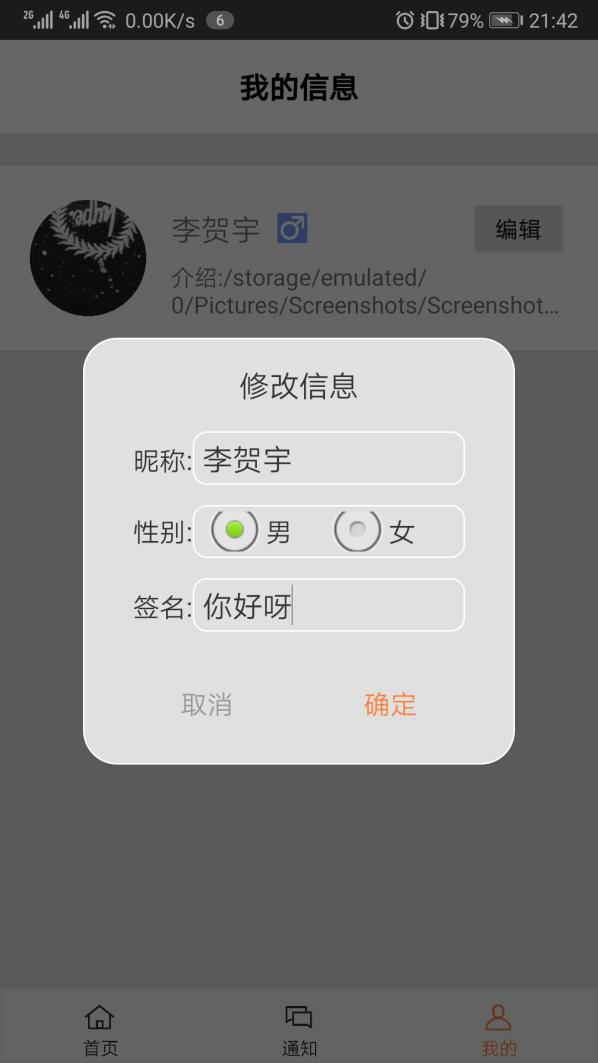 2G 4G 0.00K/s 6 79% 21:42
我的信息
李贺宇 ♂ 编辑
介绍:/storage/emulated/
0/Pictures/Screenshots/Screenshot…
修改信息
昵称: 李贺宇
性别: 男 女
签名: 你好呀
取消 确定
首页 通知 我的